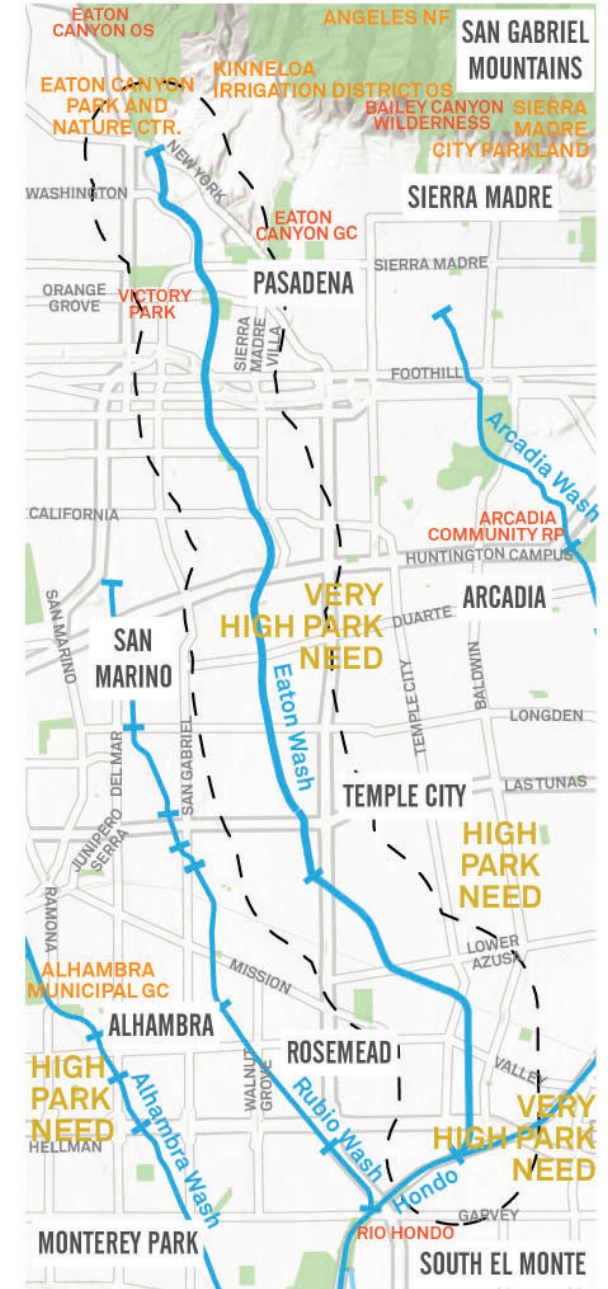 EATON
CANYON OS
ANGELES NF
SAN GABRIEL
MOUNTAINS
EATON CANYON
PARK AND
NATURE CTR.
KINNELOA
IRRIGATION DISTRICT OS
BAILEY CANYON
WILDERNESS
SIERRA
MADRE
CITY PARKLAND
NEW YORK
WASHINGTON
SIERRA MADRE
EATON
CANYON GC
PASADENA
SIERRA MADRE
ORANGE
GROVE
VICTORY
PARK
SIERRA
MADRE
VILLA
FOOTHILL
Arcadia Wash
CALIFORNIA
ARCADIA
COMMUNITY RP
HUNTINGTON CAMPUS
SAN MARINO
VERY
HIGH PARK
NEED
DUARTE
ARCADIA
SAN
MARINO
Eaton Wash
TEMPLE CITY
BALDWIN
LONGDEN
DEL MAR
SAN GABRIEL
LAS TUNAS
TEMPLE CITY
JUNIPERO
SERRA
HIGH
PARK
NEED
RAMONA
LOWER
AZUSA
MISSION
ALHAMBRA
MUNICIPAL GC
ALHAMBRA
ROSEMEAD
HIGH
PARK
NEED
WALNUT
GROVE
VALLEY
Alhambra Wash
Rubio Wash
VERY
HIGH PARK
NEED
HELLMAN
Hondo
GARVEY
RIO HONDO
MONTEREY PARK
SOUTH EL MONTE